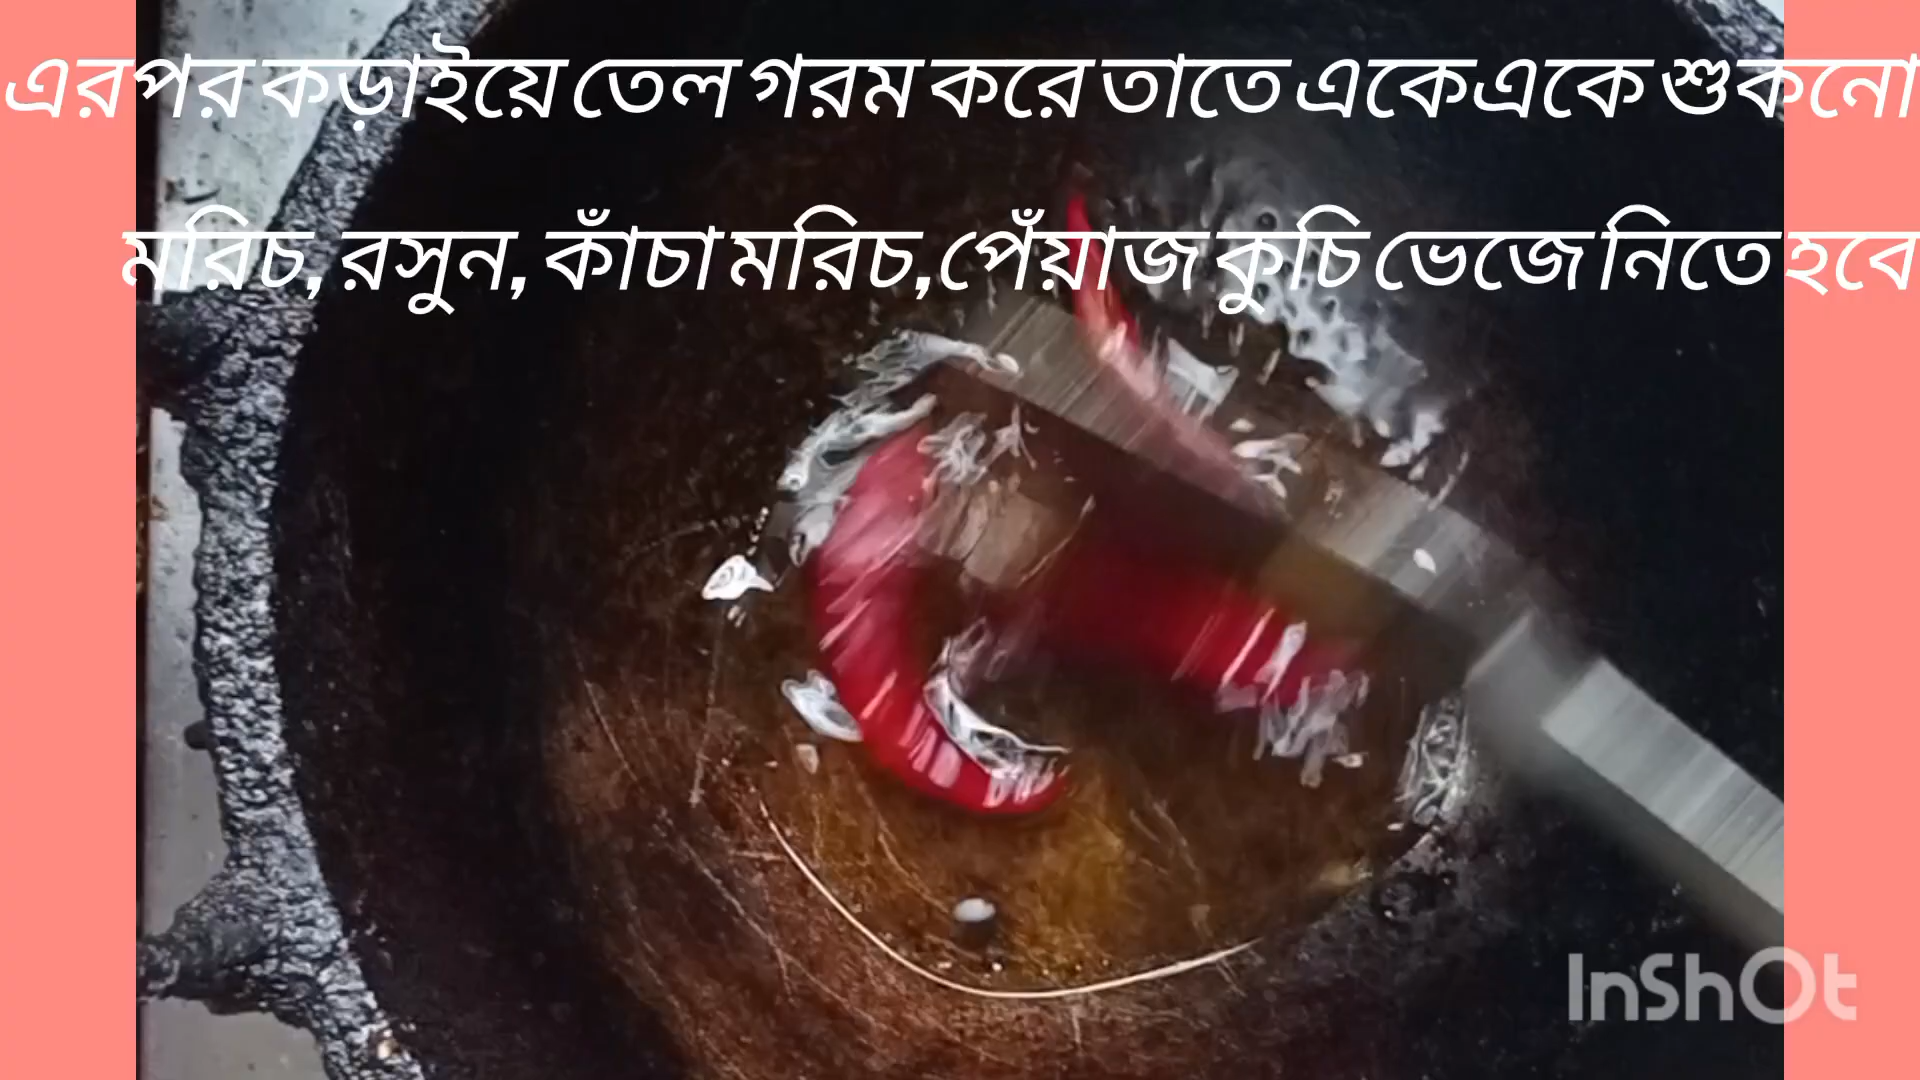 এরপর কড়াইয়ে তেল গরম করে তাতে একেএকে শুকনো
মরিচ, রসুন, কাঁচা মরিচ,পেঁয়াজ কুচি ভেজে নিতে হবে
InShOt